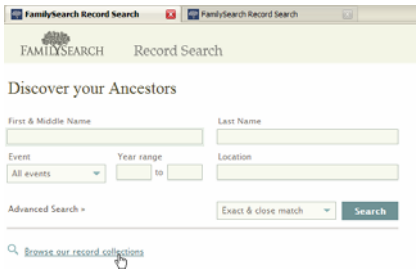 FamilySearch Record Search FamilySearch Record Search
FAMILYSEARCH Record Search
Discover your Ancestors
First & Middle Name Last Name
Event Year range Location
All events to
Advanced Search » Exact & close match Search
Browse our record collections